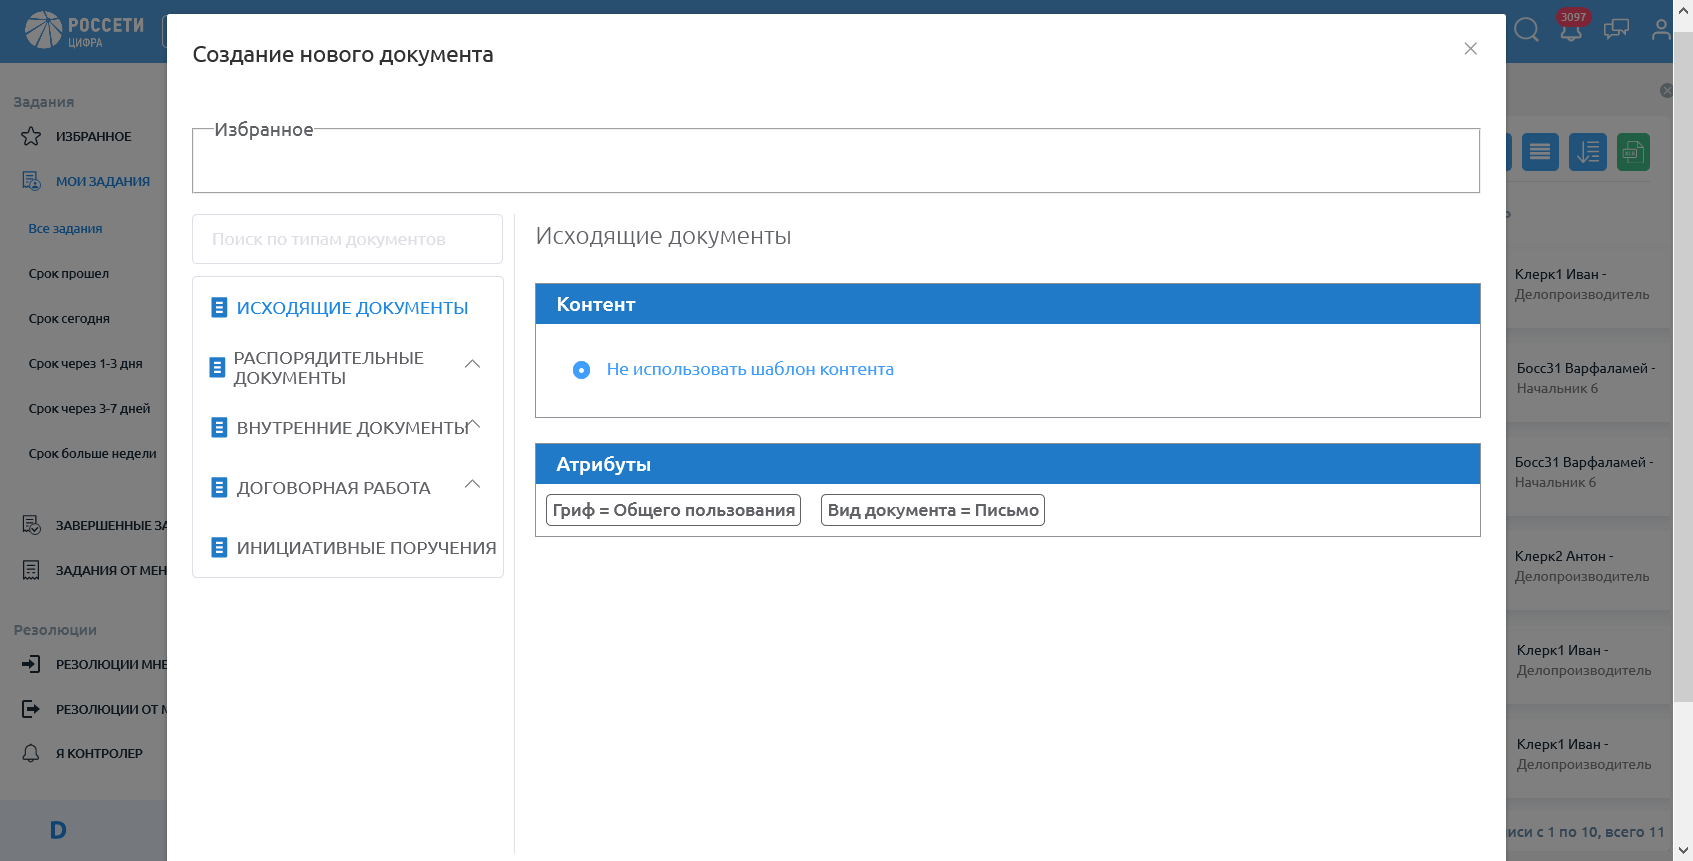 РОССЕТИ
ЦИФРА
3097
Создание нового документа
Задания
ИЗБРАННОЕ
МОИ ЗАДАНИЯ
Все задания
Срок прошел
Срок сегодня
Срок через 1-3 дня
Срок через 3-7 дней
Срок больше недели
ЗАВЕРШЕННЫЕ ЗА
ЗАДАНИЯ ОТ МЕН
Резолюции
РЕЗОЛЮЦИИ МНЕ
РЕЗОЛЮЦИИ ОТ М
Я КОНТРОЛЕР
D
Избранное
Поиск по типам документов
ИСХОДЯЩИЕ ДОКУМЕНТЫ
РАСПОРЯДИТЕЛЬНЫЕ
ДОКУМЕНТЫ
ВНУТРЕННИЕ ДОКУМЕНТЫ
ДОГОВОРНАЯ РАБОТА
ИНИЦИАТИВНЫЕ ПОРУЧЕНИЯ
Исходящие документы
Контент
Не использовать шаблон контента
Атрибуты
Гриф = Общего пользования
Вид документа = Письмо
Клерк1 Иван -
Делопроизводитель
Босс31 Варфаламей -
Начальник 6
Босс31 Варфаламей -
Начальник 6
Клерк2 Антон -
Делопроизводитель
Клерк1 Иван -
Делопроизводитель
Клерк1 Иван -
Делопроизводитель
иси с 1 по 10, всего 11